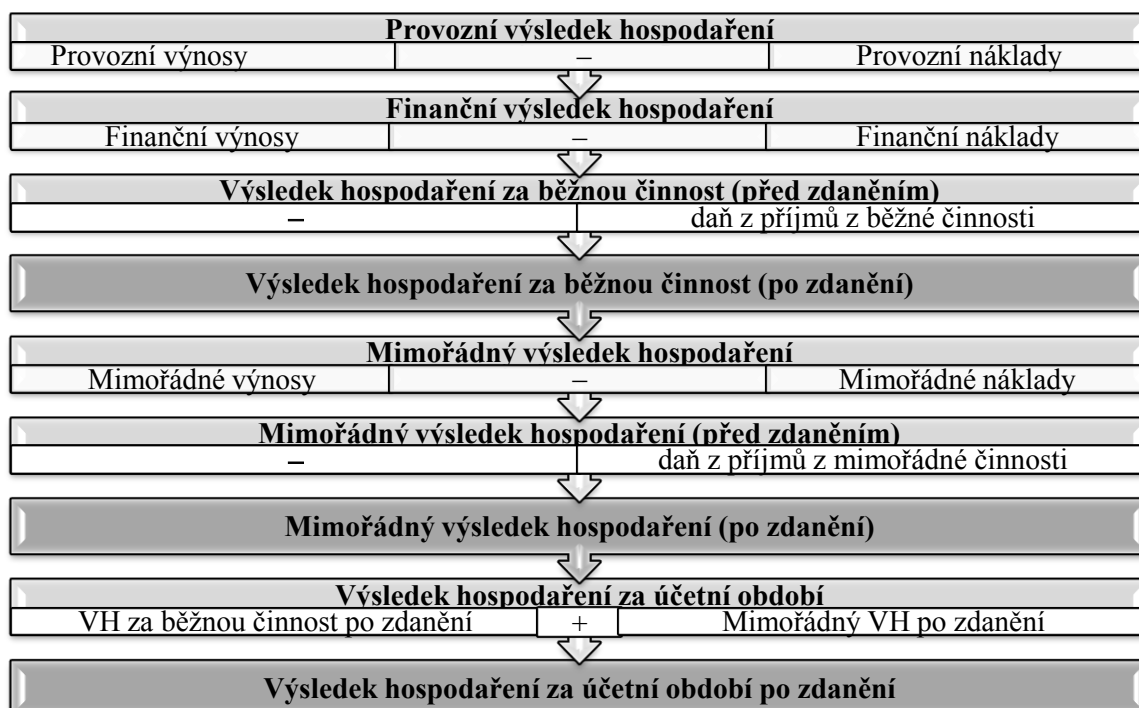 Provozní výsledek hospodaření
Provozní výnosy – Provozní náklady
Finanční výsledek hospodaření
Finanční výnosy – Finanční náklady
Výsledek hospodaření za běžnou činnost (před zdaněním)
– daň z příjmů z běžné činnosti
Výsledek hospodaření za běžnou činnost (po zdanění)
Mimořádný výsledek hospodaření
Mimořádné výnosy – Mimořádné náklady
Mimořádný výsledek hospodaření (před zdaněním)
– daň z příjmů z mimořádné činnosti
Mimořádný výsledek hospodaření (po zdanění)
Výsledek hospodaření za účetní období
VH za běžnou činnost po zdanění + Mimořádný VH po zdanění
Výsledek hospodaření za účetní období po zdanění